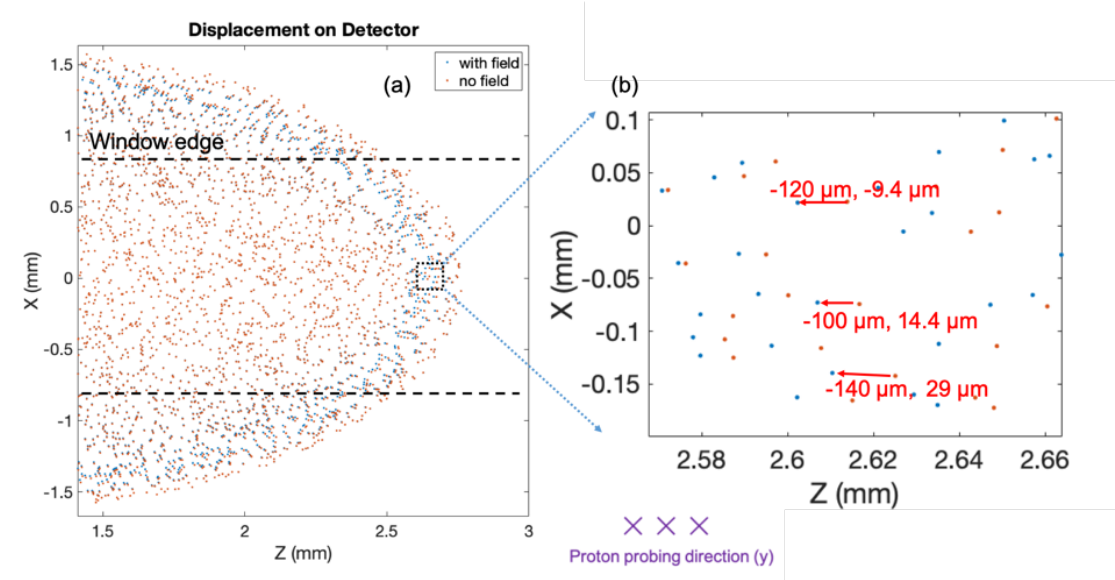 Displacement on Detector
with field
no field
(a)
Window edge
X (mm)
1.5
1
0.5
0
-0.5
-1
-1.5
1.5 2 2.5 3
Z (mm)
(b)
X (mm)
0.1
0.05
0
-0.05
-0.1
-0.15
-120 µm, -9.4 µm
-100 µm, 14.4 µm
-140 µm, 29 µm
2.58 2.6 2.62 2.64 2.66
Z (mm)
Proton probing direction (y)